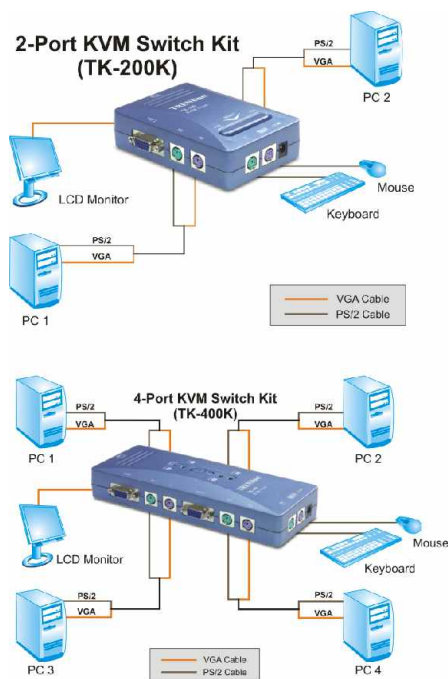 2-Port KVM Switch Kit
(TK-200K)
PS/2
VGA
PC 2
TRENDnet
LCD Monitor
Mouse
Keyboard
PS/2
VGA
PC 1
VGA Cable
PS/2 Cable
4-Port KVM Switch Kit
(TK-400K)
PS/2
VGA
PC 1
PS/2
VGA
PC 2
LCD Monitor
Mouse
Keyboard
PS/2
VGA
PC 3
PS/2
VGA
PC 4
VGA Cable
PS/2 Cable